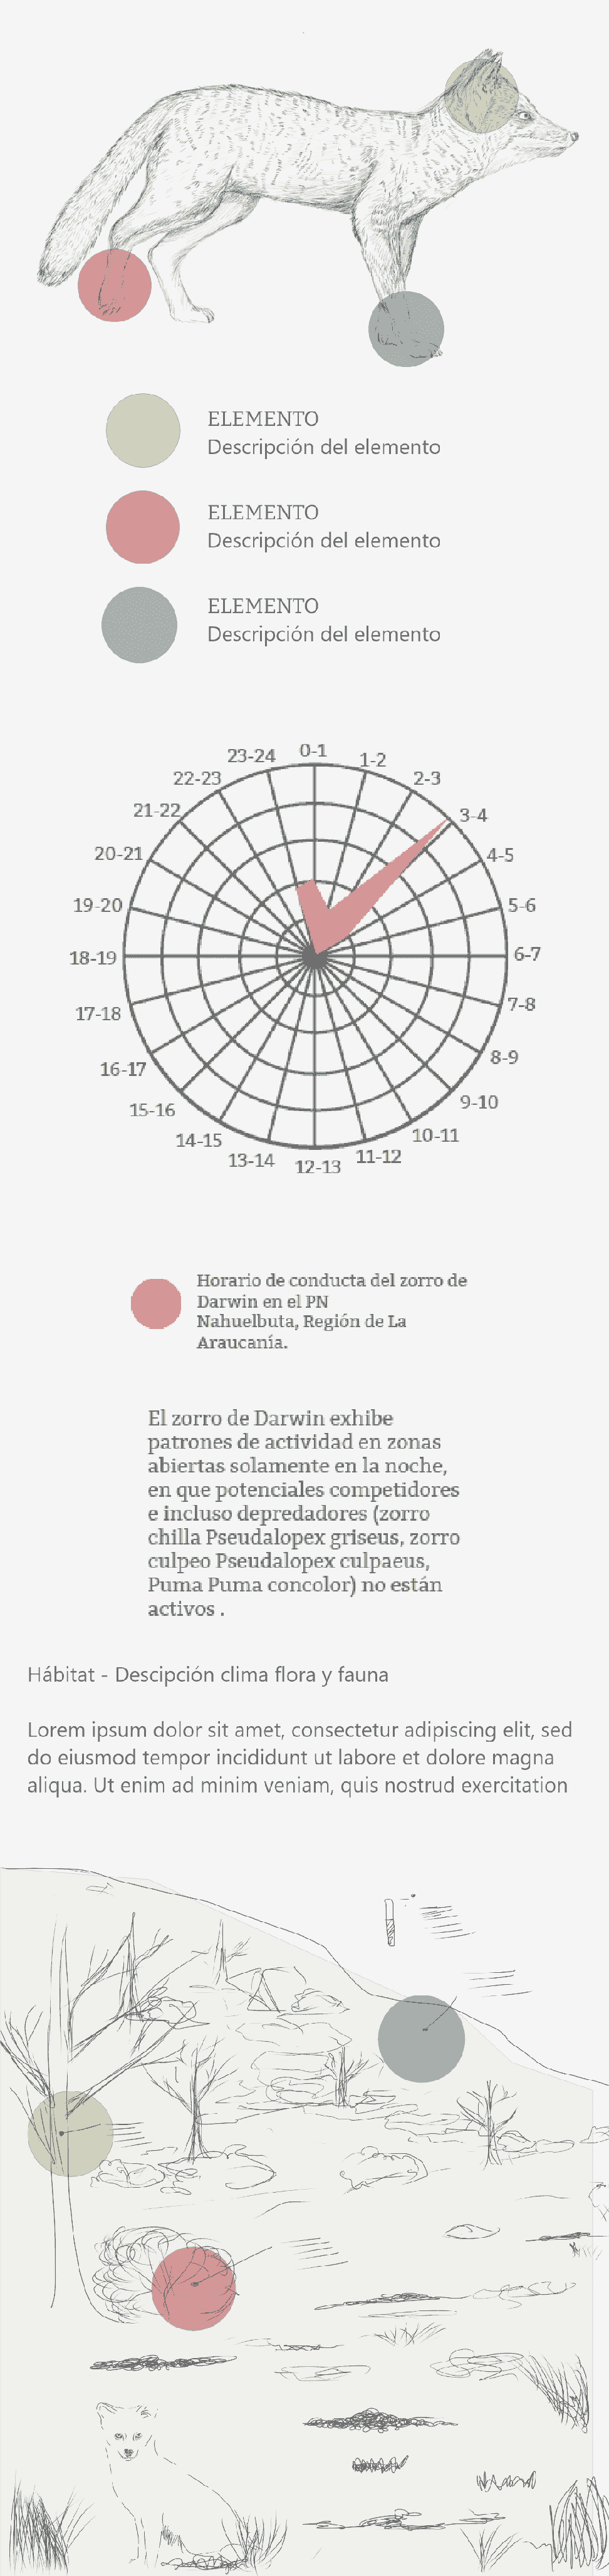 ELEMENTO
Descripción del elemento
ELEMENTO
Descripción del elemento
ELEMENTO
Descripción del elemento
0-1
1-2
2-3
3-4
4-5
5-6
6-7
7-8
8-9
9-10
10-11
11-12
12-13
13-14
14-15
15-16
16-17
17-18
18-19
19-20
20-21
21-22
22-23
23-24
Horario de conducta del zorro de
Darwin en el PN
Nahuelbuta, Región de La
Araucanía.
El zorro de Darwin exhibe
patrones de actividad en zonas
abiertas solamente en la noche,
en que potenciales competidores
e incluso depredadores (zorro
chilla Pseudalopex griseus, zorro
culpeo Pseudalopex culpaeus,
Puma Puma concolor) no están
activos .
Hábitat - Descipción clima flora y fauna
Lorem ipsum dolor sit amet, consectetur adipiscing elit, sed
do eiusmod tempor incididunt ut labore et dolore magna
aliqua. Ut enim ad minim veniam, quis nostrud exercitation